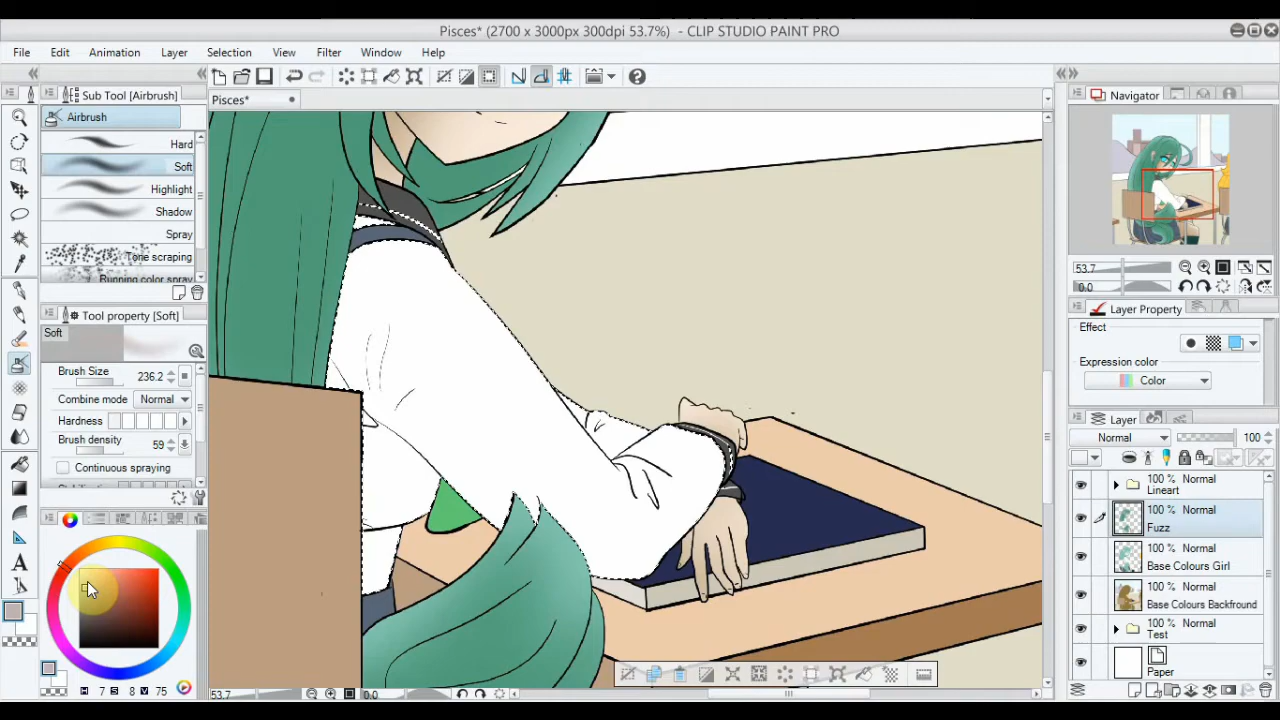 Pisces* (2700 x 3000px 300dpi 53.7%) - CLIP STUDIO PAINT PRO
File Edit Animation Layer Selection View Filter Window Help
Sub Tool [Airbrush]
Airbrush
Hard
Soft
Highlight
Shadow
Spray
Tone scraping
Running color spray
Tool property [Soft]
Soft
Brush Size 236.2
Combine mode Normal
Hardness
Brush density 59
Continuous spraying
H 7 S 8 V 75
Pisces*
53.7 0.0
Navigator
53.7
0.0
Layer Property
Effect
Expression color
Color
Layer
Normal 100
100 % Normal
Lineart
100 % Normal
Fuzz
100 % Normal
Base Colours Girl
100 % Normal
Base Colours Backfround
100 % Normal
Test
Paper